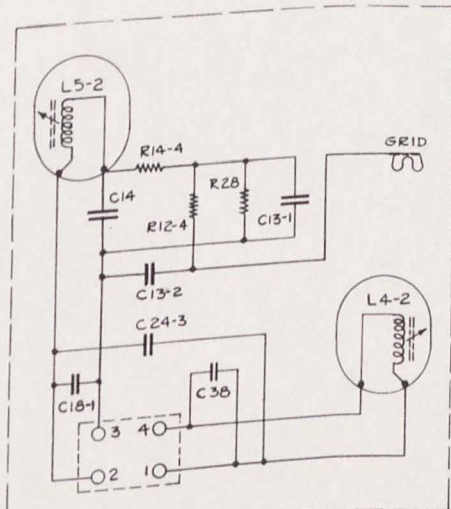 L5-2
GRID
R14-4
R28
C14
C13-1
R12-4
C13-2
L4-2
C24-3
C38
C18-1
3 4
2 1